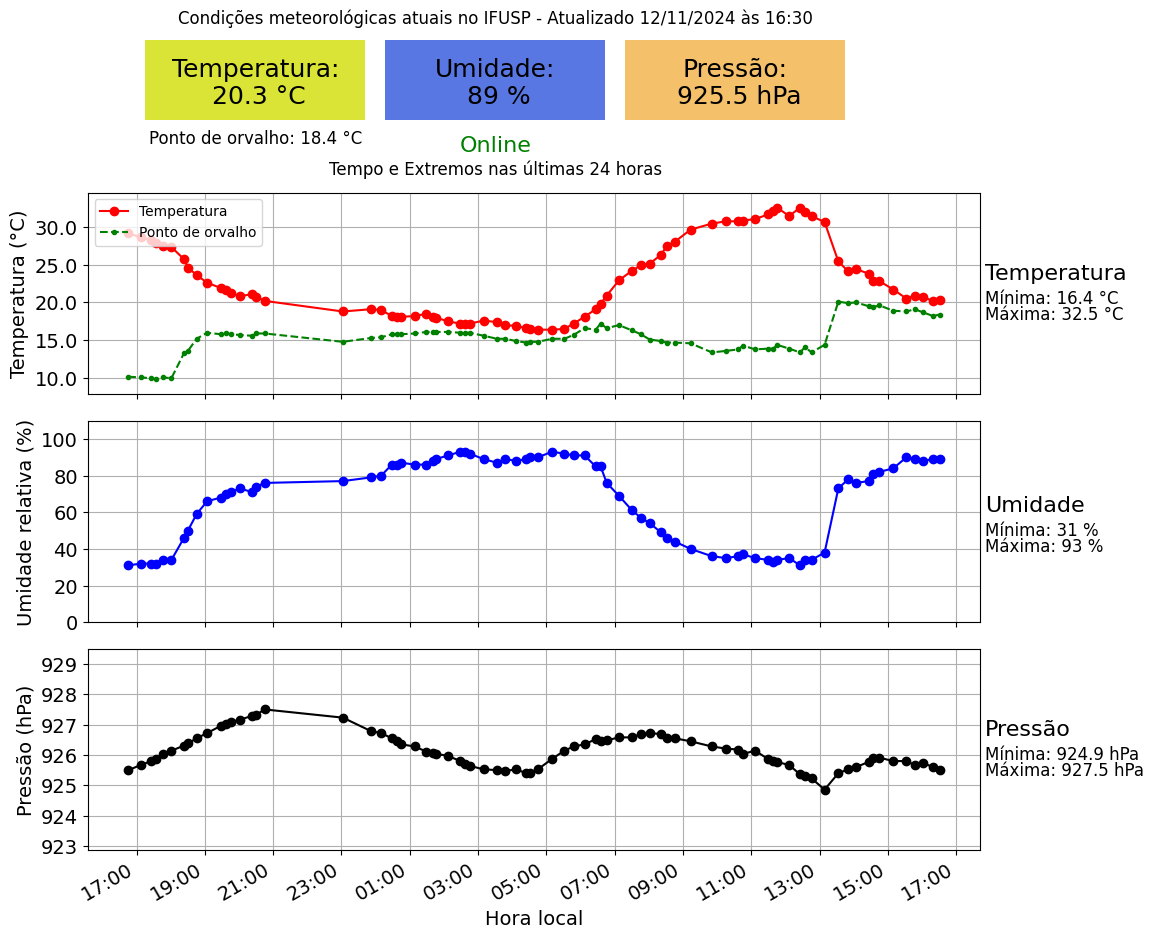 Condições meteorológicas atuais no IFUSP - Atualizado 12/11/2024 às 16:30
Temperatura:
20.3 °C
Umidade:
89 %
Pressão:
925.5 hPa
Ponto de orvalho: 18.4 °C
Online
Tempo e Extremos nas últimas 24 horas
Temperatura
Ponto de orvalho
Temperatura (°C)
30.0
25.0
20.0
15.0
10.0
Temperatura
Mínima: 16.4 °C
Máxima: 32.5 °C
Umidade relativa (%)
100
80
60
40
20
0
Umidade
Mínima: 31 %
Máxima: 93 %
Pressão (hPa)
929
928
927
926
925
924
923
Pressão
Mínima: 924.9 hPa
Máxima: 927.5 hPa
17:00 19:00 21:00 23:00 01:00 03:00 05:00 07:00 09:00 11:00 13:00 15:00 17:00
Hora local